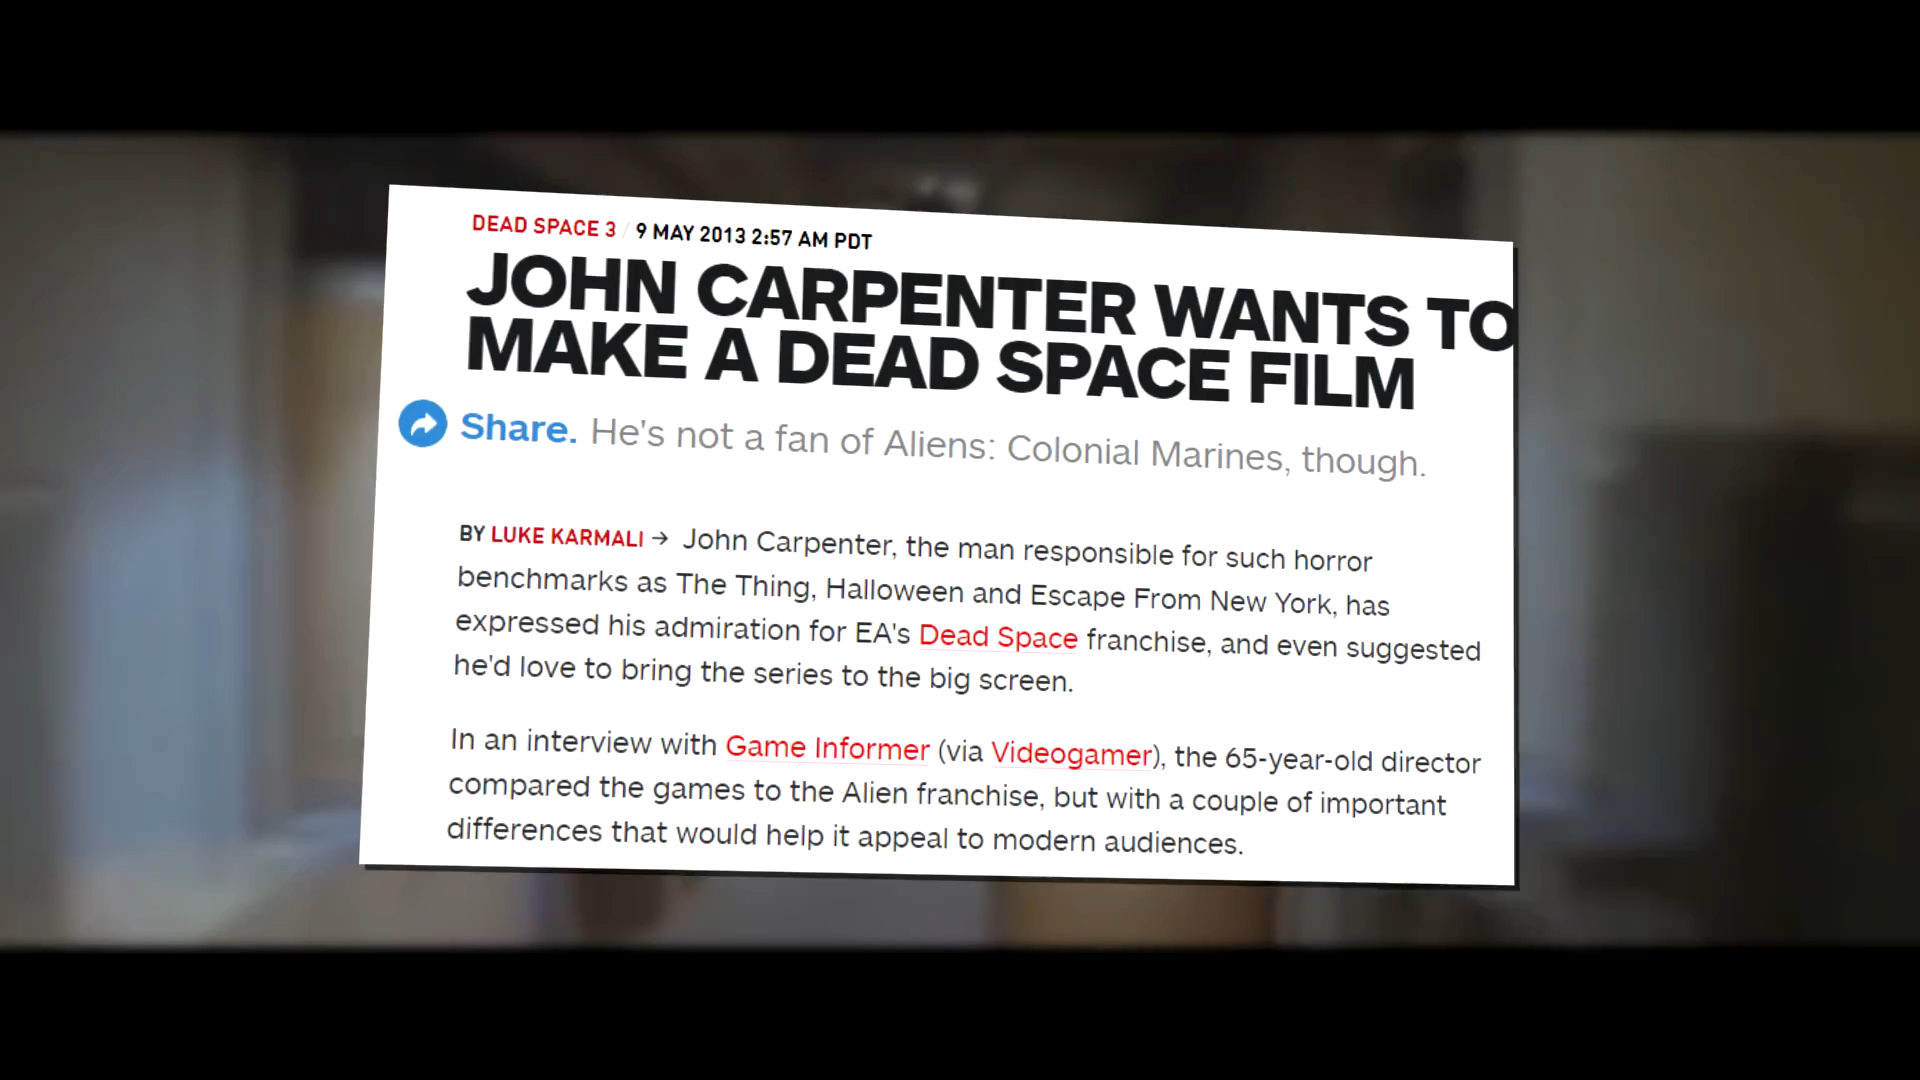 DEAD SPACE 3 / 9 MAY 2013 2:57 AM PDT
JOHN CARPENTER WANTS TO
MAKE A DEAD SPACE FILM
Share. He's not a fan of Aliens: Colonial Marines, though.
BY LUKE KARMALI → John Carpenter, the man responsible for such horror
benchmarks as The Thing, Halloween and Escape From New York, has
expressed his admiration for EA's Dead Space franchise, and even suggested
he'd love to bring the series to the big screen.
In an interview with Game Informer (via Videogamer), the 65-year-old director
compared the games to the Alien franchise, but with a couple of important
differences that would help it appeal to modern audiences.